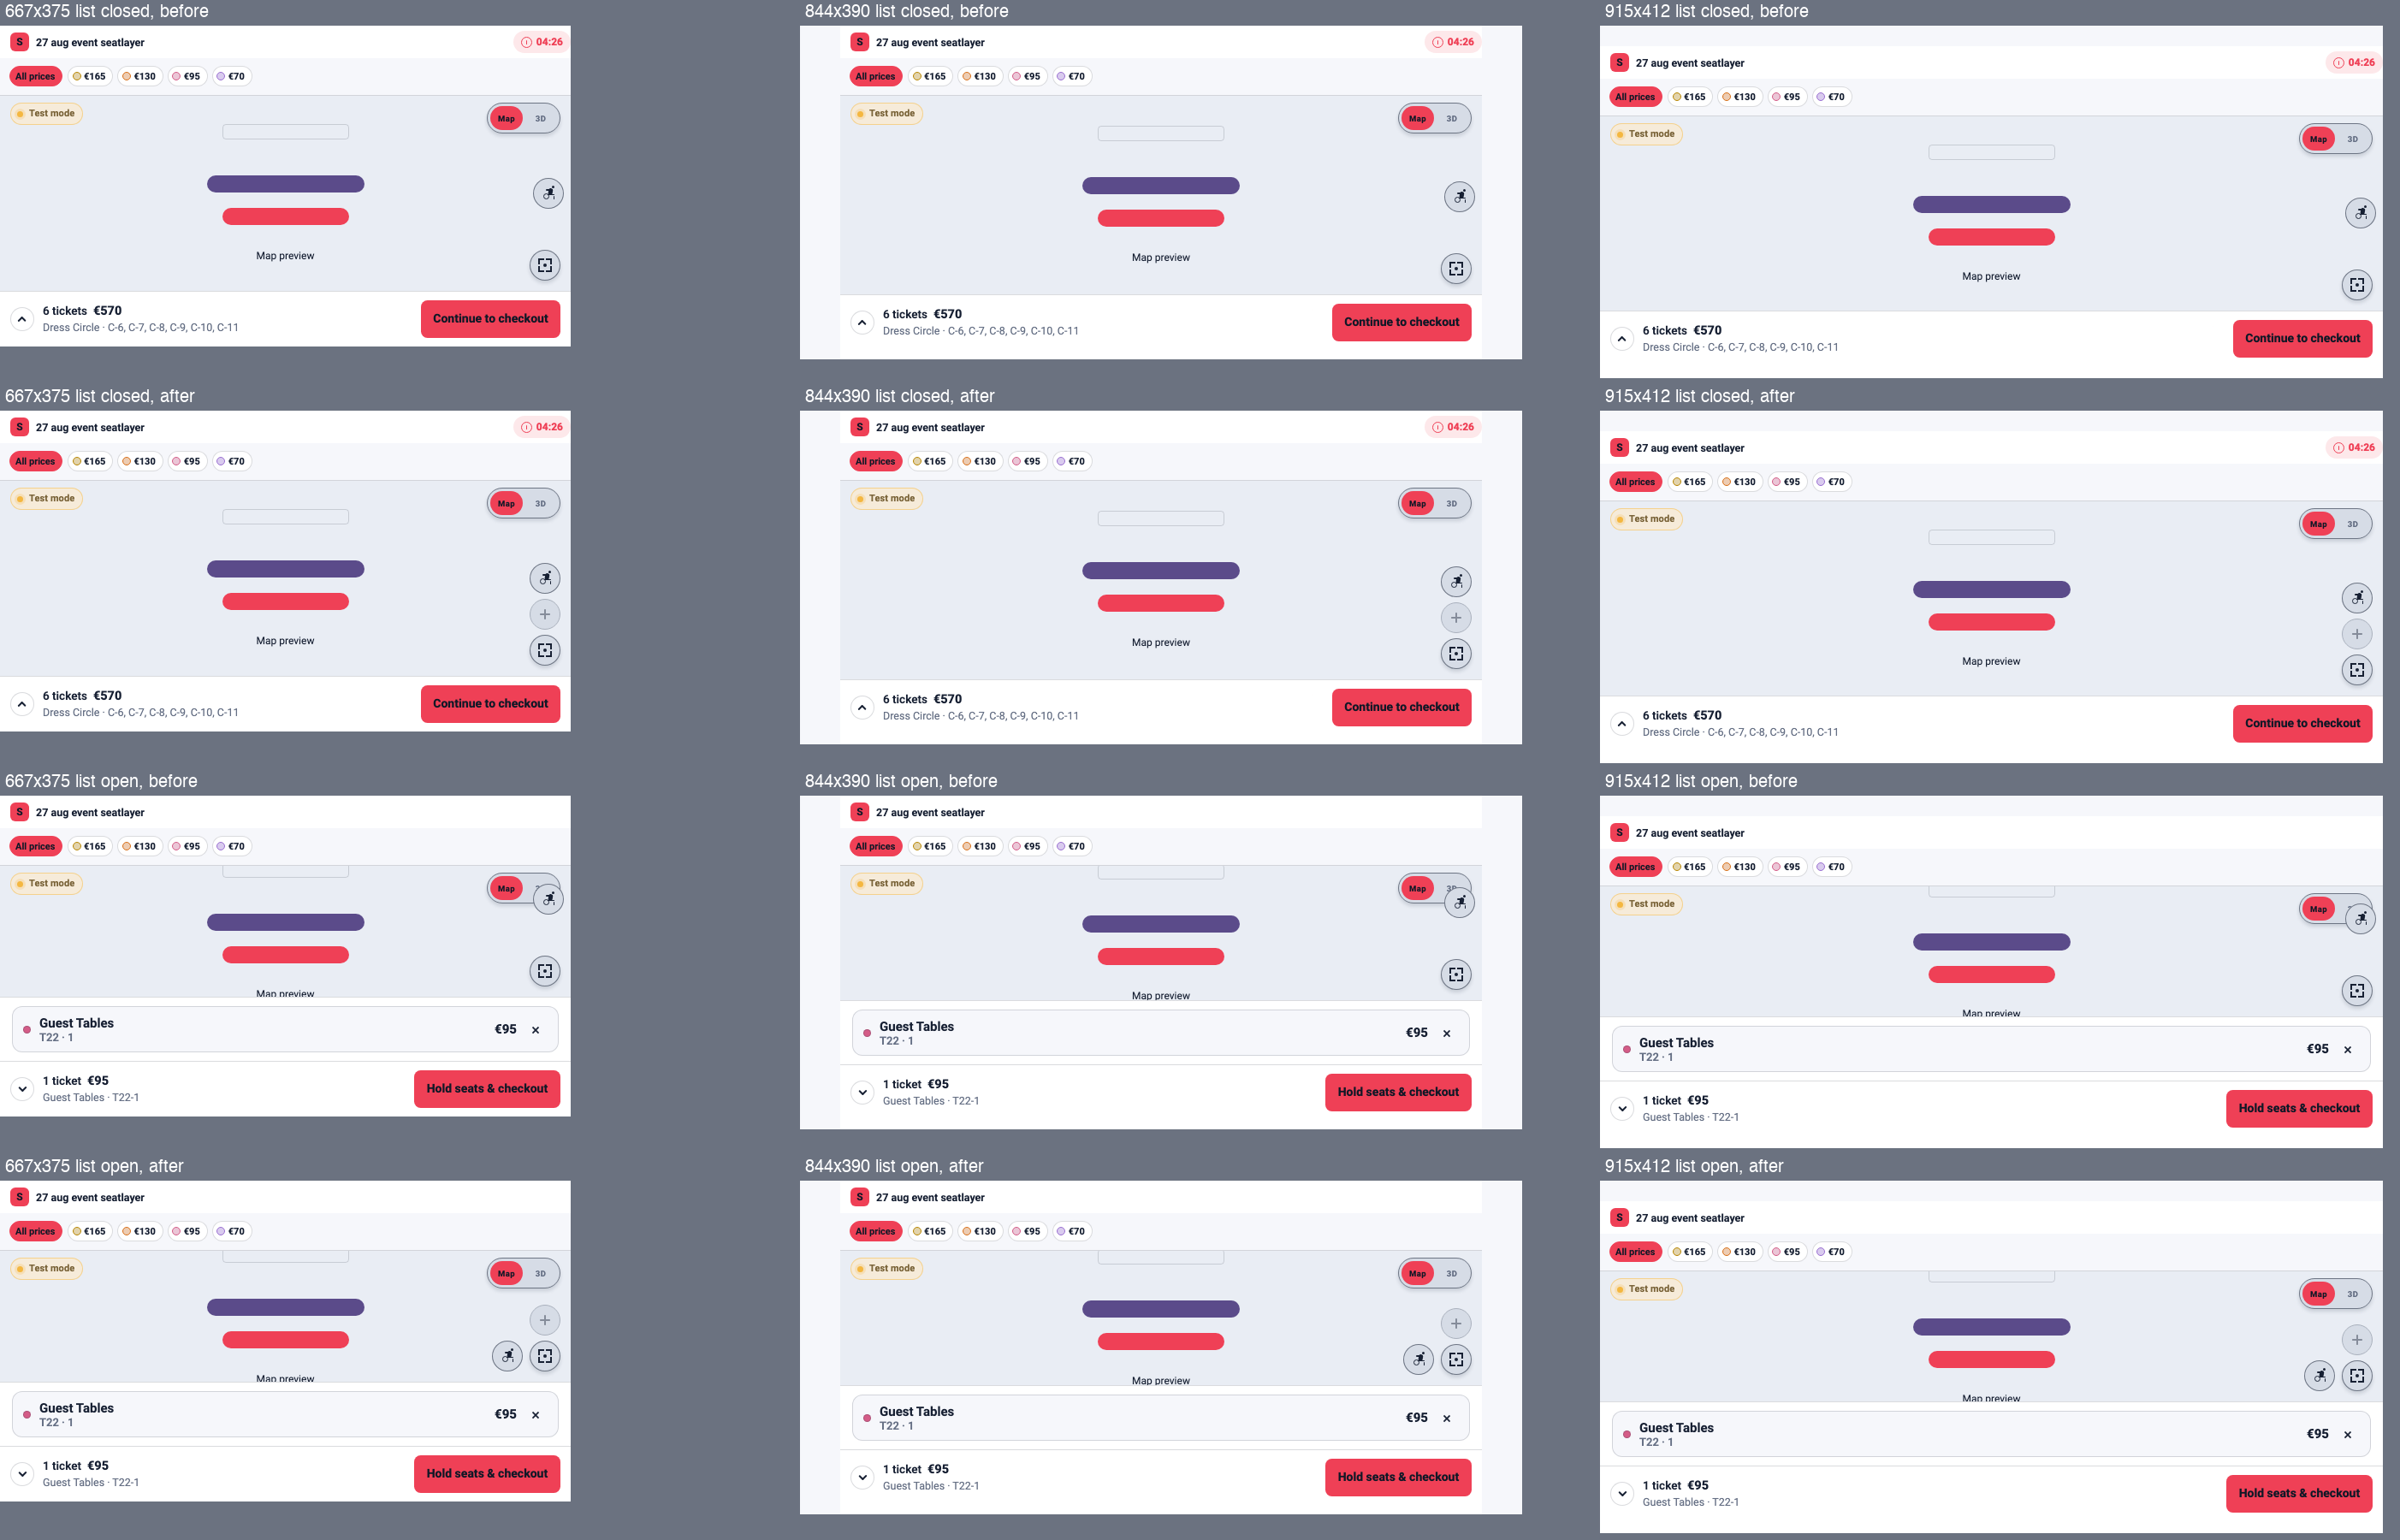 667x375 list closed, before
S 27 aug event seatlayer 04:26
All prices €165 €130 €95 €70
Test mode Map 3D
Map preview
6 tickets €570
Dress Circle · C-6, C-7, C-8, C-9, C-10, C-11
Continue to checkout
844x390 list closed, before
S 27 aug event seatlayer 04:26
All prices €165 €130 €95 €70
Test mode Map 3D
Map preview
6 tickets €570
Dress Circle · C-6, C-7, C-8, C-9, C-10, C-11
Continue to checkout
915x412 list closed, before
S 27 aug event seatlayer 04:26
All prices €165 €130 €95 €70
Test mode Map 3D
Map preview
6 tickets €570
Dress Circle · C-6, C-7, C-8, C-9, C-10, C-11
Continue to checkout
667x375 list closed, after
S 27 aug event seatlayer 04:26
All prices €165 €130 €95 €70
Test mode Map 3D
Map preview
6 tickets €570
Dress Circle · C-6, C-7, C-8, C-9, C-10, C-11
Continue to checkout
844x390 list closed, after
S 27 aug event seatlayer 04:26
All prices €165 €130 €95 €70
Test mode Map 3D
Map preview
6 tickets €570
Dress Circle · C-6, C-7, C-8, C-9, C-10, C-11
Continue to checkout
915x412 list closed, after
S 27 aug event seatlayer 04:26
All prices €165 €130 €95 €70
Test mode Map 3D
Map preview
6 tickets €570
Dress Circle · C-6, C-7, C-8, C-9, C-10, C-11
Continue to checkout
667x375 list open, before
S 27 aug event seatlayer
All prices €165 €130 €95 €70
Test mode Map
Map preview
Guest Tables
T22 · 1
€95 ×
1 ticket €95
Guest Tables · T22-1
Hold seats & checkout
844x390 list open, before
S 27 aug event seatlayer
All prices €165 €130 €95 €70
Test mode Map
Map preview
Guest Tables
T22 · 1
€95 ×
1 ticket €95
Guest Tables · T22-1
Hold seats & checkout
915x412 list open, before
S 27 aug event seatlayer
All prices €165 €130 €95 €70
Test mode Map
Map preview
Guest Tables
T22 · 1
€95 ×
1 ticket €95
Guest Tables · T22-1
Hold seats & checkout
667x375 list open, after
S 27 aug event seatlayer
All prices €165 €130 €95 €70
Test mode Map 3D
Map preview
Guest Tables
T22 · 1
€95 ×
1 ticket €95
Guest Tables · T22-1
Hold seats & checkout
844x390 list open, after
S 27 aug event seatlayer
All prices €165 €130 €95 €70
Test mode Map 3D
Map preview
Guest Tables
T22 · 1
€95 ×
1 ticket €95
Guest Tables · T22-1
Hold seats & checkout
915x412 list open, after
S 27 aug event seatlayer
All prices €165 €130 €95 €70
Test mode Map 3D
Map preview
Guest Tables
T22 · 1
€95 ×
1 ticket €95
Guest Tables · T22-1
Hold seats & checkout